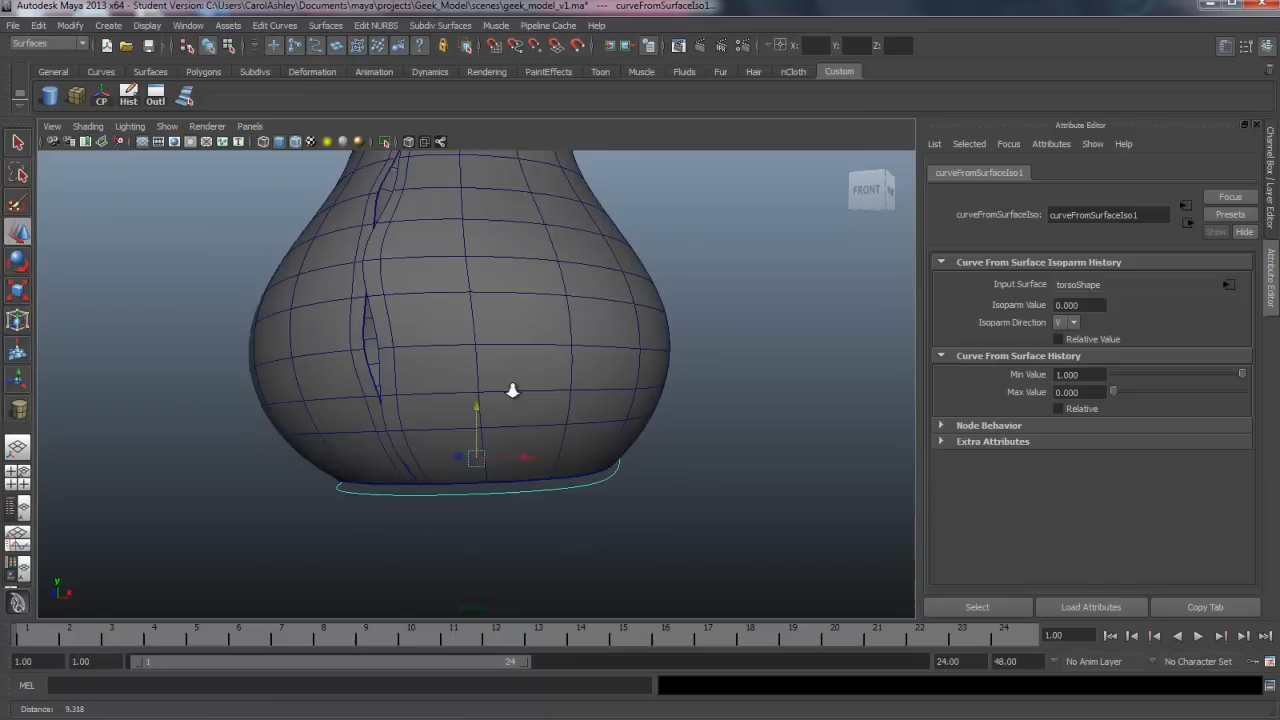 Autodesk Maya 2013 x64 - Student Version: C:\Users\CarolAshley\Documents\maya\projects\Geek_Model\scenes\geek_model_v1.ma* --- curveFromSurfaceIso1...
File Edit Modify Create Display Window Assets Edit Curves Surfaces Edit NURBS Subdiv Surfaces Muscle Pipeline Cache Help
Surfaces X: Y: Z:
General Curves Surfaces Polygons Subdivs Deformation Animation Dynamics Rendering PaintEffects Toon Muscle Fluids Fur Hair nCloth Custom
CP Hist Outl
View Shading Lighting Show Renderer Panels
FRONT
y
x
Attribute Editor
List Selected Focus Attributes Show Help
curveFromSurfaceIso1
Focus
curveFromSurfaceIso: curveFromSurfaceIso1 Presets
Show Hide
Curve From Surface Isoparm History
Input Surface torsoShape
Isoparm Value 0.000
Isoparm Direction V
Relative Value
Curve From Surface History
Min Value 1.000
Max Value 0.000
Relative
Node Behavior
Extra Attributes
Select Load Attributes Copy Tab
Channel Box / Layer Editor
Attribute Editor
1 2 3 4 5 6 7 8 9 10 11 12 13 14 15 16 17 18 19 20 21 22 23 24 1.00
1.00 1.00 1 24 24.00 48.00 No Anim Layer No Character Set
MEL
Distance: 9.318